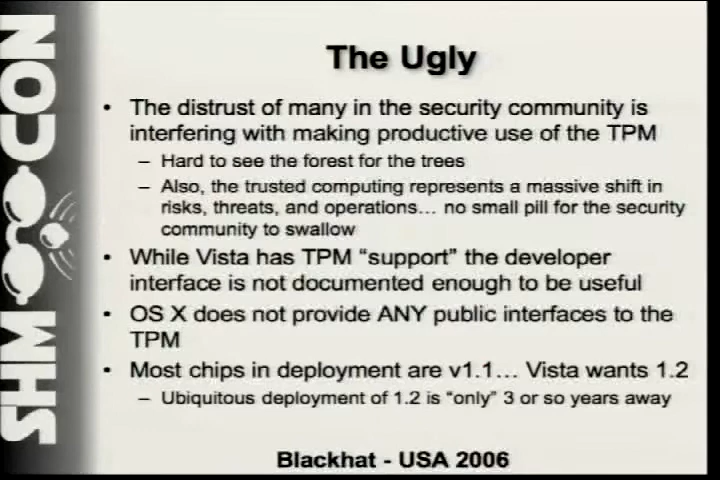 The Ugly
• The distrust of many in the security community is
interfering with making productive use of the TPM
– Hard to see the forest for the trees
– Also, the trusted computing represents a massive shift in
risks, threats, and operations... no small pill for the security
community to swallow
• While Vista has TPM “support” the developer
interface is not documented enough to be useful
• OS X does not provide ANY public interfaces to the
TPM
• Most chips in deployment are v1.1... Vista wants 1.2
– Ubiquitous deployment of 1.2 is “only” 3 or so years away
Blackhat - USA 2006
SHMOOCON